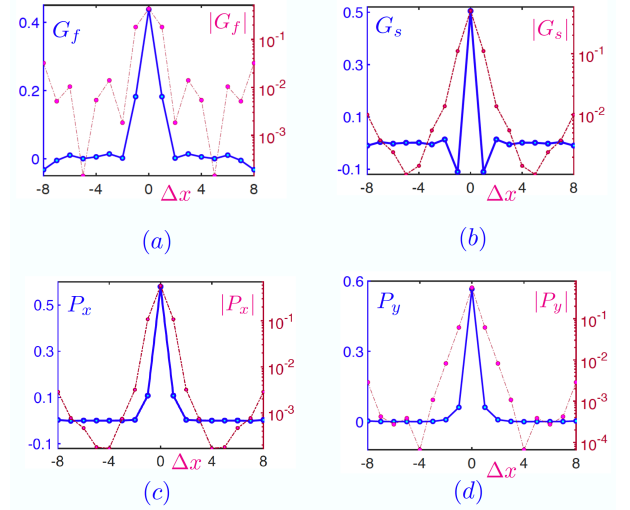 0.4
0.2
0
G_f
|G_f|
10^{-1}
10^{-2}
10^{-3}
-8 -4 0 4 8
Δx
(a)
0.5
0.3
0.1
-0.1
G_s
|G_s|
10^{-1}
10^{-2}
-8 -4 0 4 8
Δx
(b)
0.5
0.3
0.1
-0.1
P_x
|P_x|
10^{-1}
10^{-2}
10^{-3}
-8 -4 0 4 8
Δx
(c)
0.6
0.3
0
P_y
|P_y|
10^{-1}
10^{-2}
10^{-3}
10^{-4}
-8 -4 0 4 8
Δx
(d)